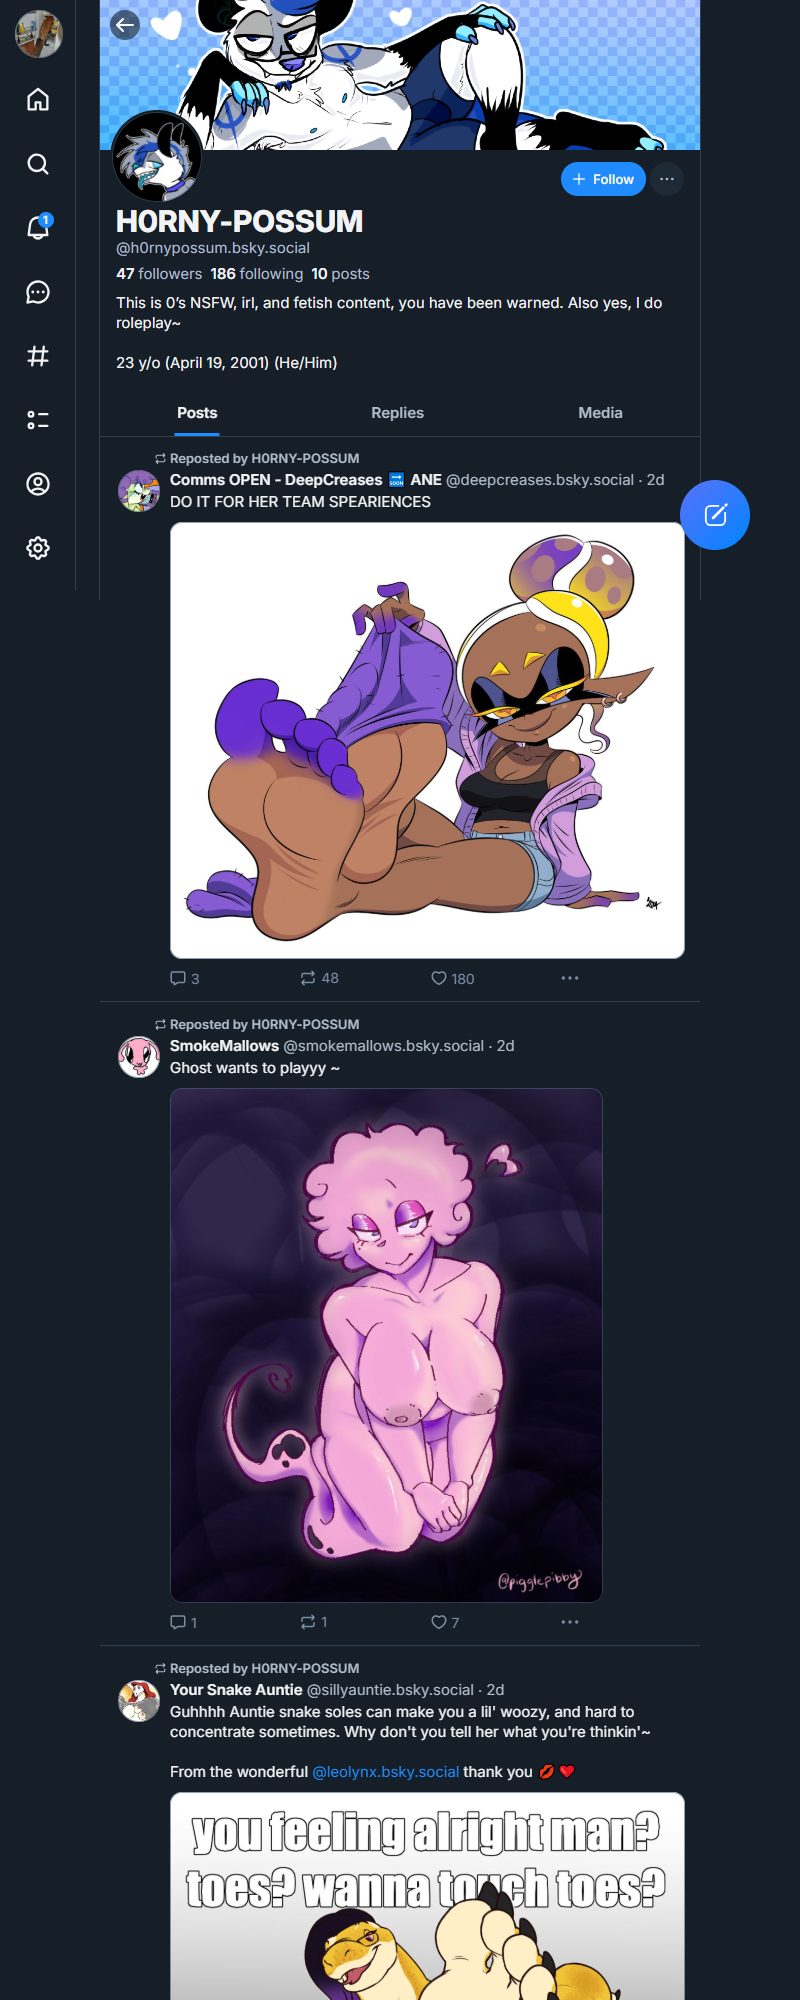 1
+ Follow
H0RNY-POSSUM
@h0rnypossum.bsky.social
47 followers 186 following 10 posts
This is 0's NSFW, irl, and fetish content, you have been warned. Also yes, I do
roleplay~
23 y/o (April 19, 2001) (He/Him)
Posts Replies Media
Reposted by H0RNY-POSSUM
Comms OPEN - DeepCreases 🔜 ANE @deepcreases.bsky.social · 2d
DO IT FOR HER TEAM SPEARIENCES
3 48 180
Reposted by H0RNY-POSSUM
SmokeMallows @smokemallows.bsky.social · 2d
Ghost wants to playyy ~
@pigglepibby
1 1 7
Reposted by H0RNY-POSSUM
Your Snake Auntie @sillyauntie.bsky.social · 2d
Guhhhh Auntie snake soles can make you a lil' woozy, and hard to
concentrate sometimes. Why don't you tell her what you're thinkin'~
From the wonderful @leolynx.bsky.social thank you 💋❤️
you feeling alright man?
toes? wanna touch toes?